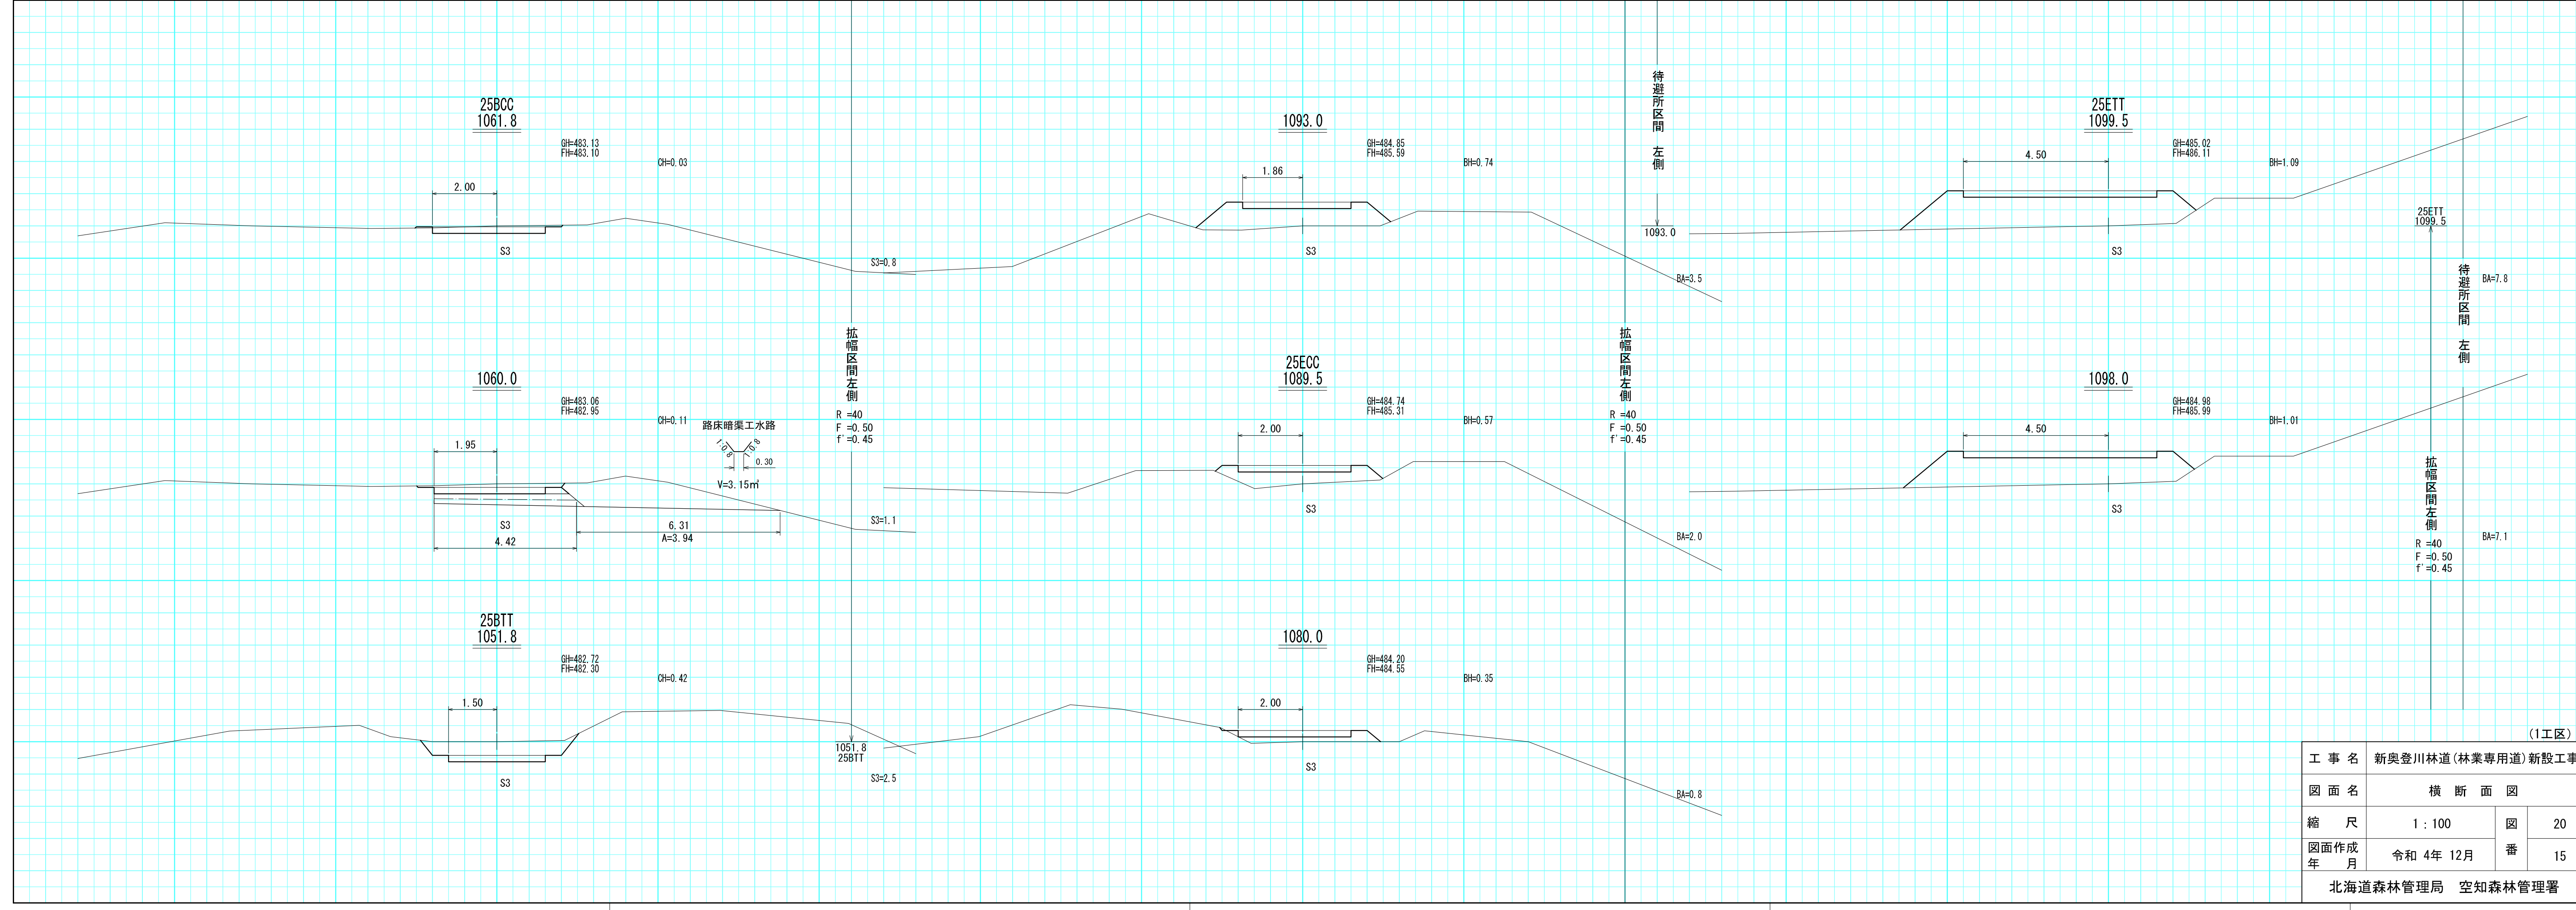 25BCC
1061.8
GH=483.13
FH=483.10
CH=0.03
2.00
S3
S3=0.8
1060.0
GH=483.06
FH=482.95
CH=0.11
1.95
路床暗渠工水路
1:0.8
1:0.8
0.30
V=3.15㎥
S3
4.42
6.31
A=3.94
S3=1.1
25BTT
1051.8
GH=482.72
FH=482.30
CH=0.42
1.50
S3
S3=2.5
拡幅区間左側
R =40
F =0.50
f'=0.45
1051.8
25BTT
1093.0
GH=484.85
FH=485.59
BH=0.74
1.86
S3
BA=3.5
25ECC
1089.5
GH=484.74
FH=485.31
BH=0.57
2.00
S3
BA=2.0
1080.0
GH=484.20
FH=484.55
BH=0.35
2.00
S3
BA=0.8
拡幅区間左側
R =40
F =0.50
f'=0.45
待避所区間 左側
1093.0
25ETT
1099.5
GH=485.02
FH=486.11
BH=1.09
4.50
S3
BA=7.8
1098.0
GH=484.98
FH=485.99
BH=1.01
4.50
S3
BA=7.1
25ETT
1099.5
待避所区間 左側
拡幅区間左側
R =40
F =0.50
f'=0.45
(1工区)
工事名 新奥登川林道(林業専用道)新設工事
図面名 横断面図
縮尺 1:100 図番 20
図面作成年月 令和 4年 12月 15
北海道森林管理局 空知森林管理署